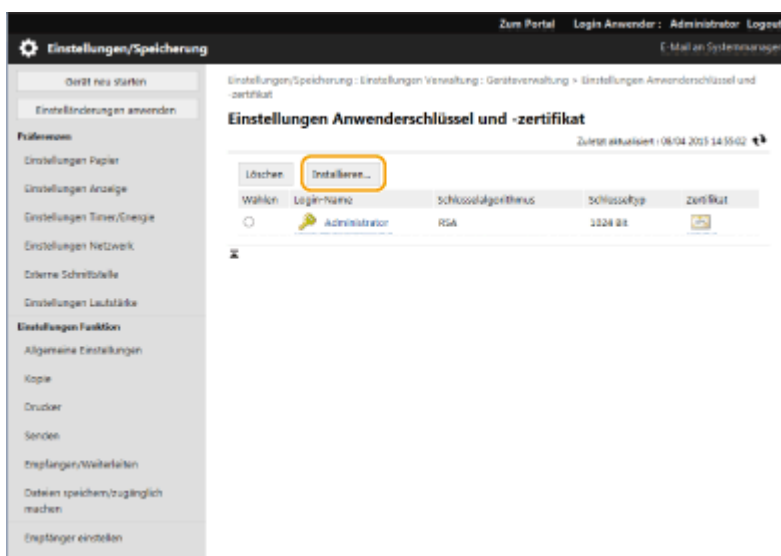 Zum Portal Login Anwender : Administrator Logout
Einstellungen/Speicherung
E-Mail an Systemmanager
Gerät neu starten
Einstelländerungen anwenden
Einstellungen/Speicherung : Einstellungen Verwaltung : Geräteverwaltung > Einstellungen Anwenderschlüssel und
-zertifikat
Einstellungen Anwenderschlüssel und -zertifikat
Zuletzt aktualisiert : 08/04 2015 14:55:02
Präferenzen
Einstellungen Papier
Einstellungen Anzeige
Einstellungen Timer/Energie
Einstellungen Netzwerk
Externe Schnittstelle
Einstellungen Lautstärke
Einstellungen Funktion
Allgemeine Einstellungen
Kopie
Drucker
Senden
Empfangen/Weiterleiten
Dateien speichern/zugänglich
machen
Empfänger einstellen
Löschen Installieren...
Wählen Login-Name Schlüsselalgorithmus Schlüsseltyp Zertifikat
Administrator RSA 1024 Bit